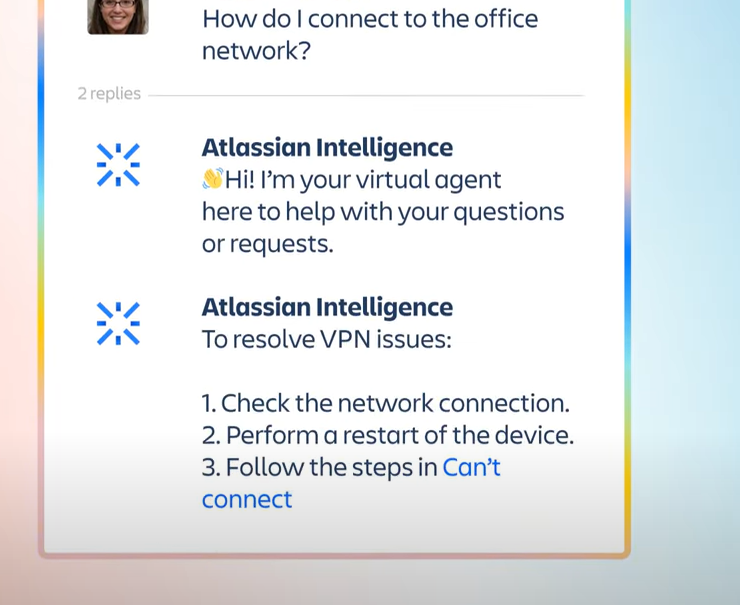 How do I connect to the office
network?
2 replies
Atlassian Intelligence
👋Hi! I'm your virtual agent
here to help with your questions
or requests.
Atlassian Intelligence
To resolve VPN issues:
1. Check the network connection.
2. Perform a restart of the device.
3. Follow the steps in Can't
connect